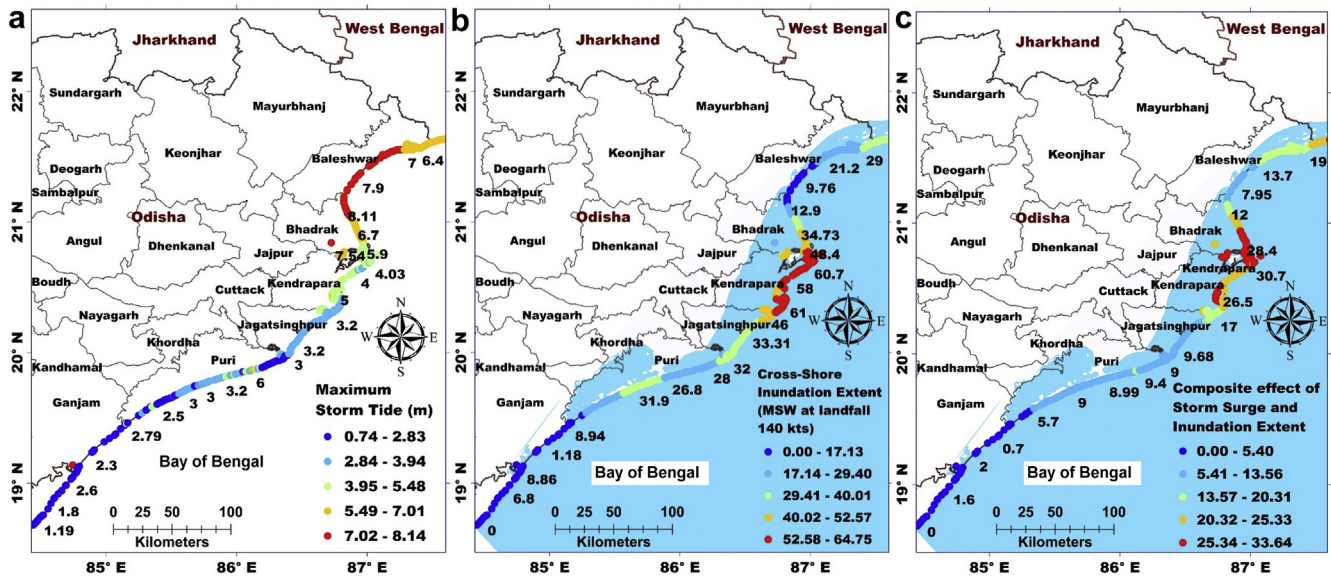 a
West Bengal
Jharkhand
22° N
Sundargarh
Mayurbhanj
Keonjhar
Baleshwar
7
6.4
Deogarh
Sambalpur
7.9
21° N
Odisha
8.11
Bhadrak
6.7
Angul
Dhenkanal
Jajpur
7.54
5.9
4.03
4
Boudh
Kendrapara
Cuttack
5
Nayagarh
Jagatsinghpur
3.2
N
W
E
S
20° N
Khordha
3.2
Kandhamal
Puri
3
6
3.2
3
3
2.5
Ganjam
2.79
Maximum
Storm Tide (m)
0.74 - 2.83
2.84 - 3.94
3.95 - 5.48
5.49 - 7.01
7.02 - 8.14
2.3
Bay of Bengal
19° N
2.6
1.8
1.19
0
50
100
Kilometers
85° E
86° E
87° E
b
West Bengal
Jharkhand
22° N
Sundargarh
Mayurbhanj
Keonjhar
Baleshwar
29
21.2
Deogarh
Sambalpur
9.76
21° N
Odisha
12.9
Bhadrak
34.73
Angul
Dhenkanal
Jajpur
48.4
60.7
Boudh
Kendrapara
58
Cuttack
61
Nayagarh
Jagatsinghpur
46
N
W
E
S
33.31
20° N
Khordha
Kandhamal
Puri
32
28
26.8
31.9
Ganjam
8.94
1.18
Cross-Shore
Inundation Extent
(MSW at landfall
140 kts)
0.00 - 17.13
17.14 - 29.40
29.41 - 40.01
40.02 - 52.57
52.58 - 64.75
Bay of Bengal
19° N
8.86
6.8
0
0
50
100
Kilometers
85° E
86° E
87° E
c
West Bengal
Jharkhand
22° N
Sundargarh
Mayurbhanj
Keonjhar
Baleshwar
19
13.7
Deogarh
Sambalpur
7.95
21° N
Odisha
12
Bhadrak
28.4
Angul
Dhenkanal
Jajpur
Kendrapara
30.7
Boudh
Kendrapara
Cuttack
26.5
Nayagarh
Jagatsinghpur
17
N
W
E
S
20° N
Khordha
9.68
Kandhamal
Puri
9
9.4
8.99
9
5.7
Ganjam
0.7
Composite effect of
Storm Surge and
Inundation Extent
0.00 - 5.40
5.41 - 13.56
13.57 - 20.31
20.32 - 25.33
25.34 - 33.64
Bay of Bengal
19° N
2
1.6
0
0
50
100
Kilometers
85° E
86° E
87° E